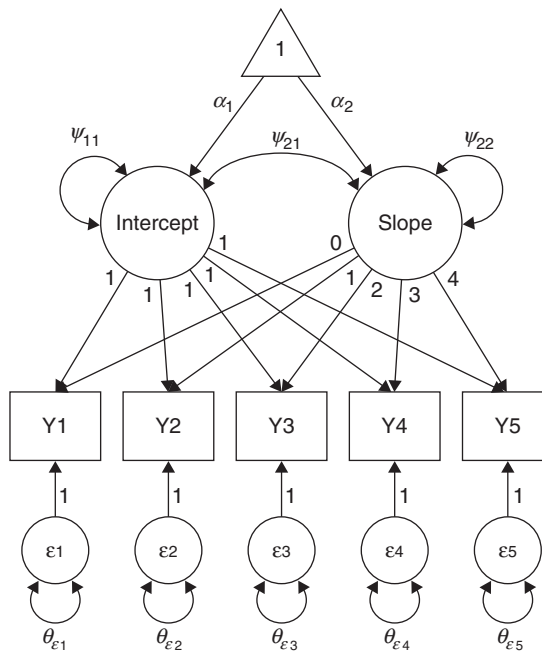 1
α1 α2
ψ11 ψ21 ψ22
Intercept Slope
1 1 1 1 1 0 1 2 3 4
Y1 Y2 Y3 Y4 Y5
1 1 1 1 1
ε1 ε2 ε3 ε4 ε5
θε1 θε2 θε3 θε4 θε5